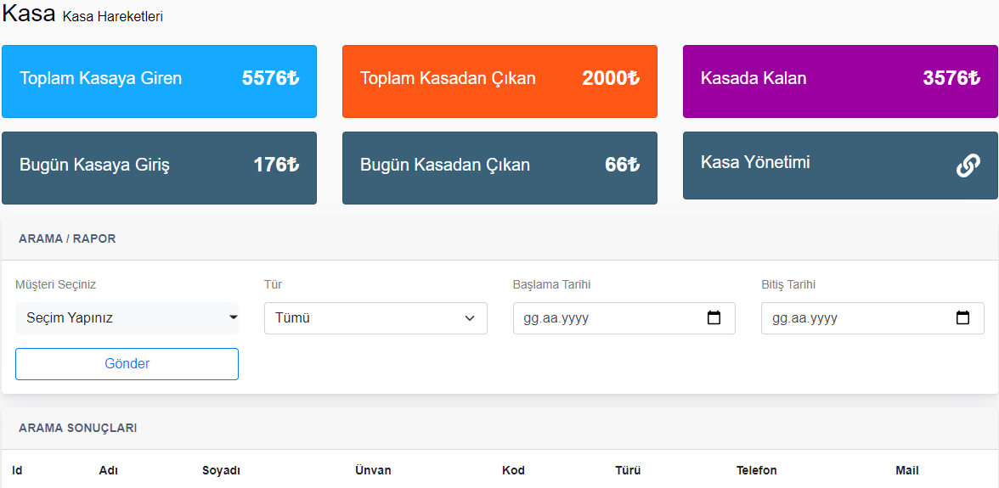 Kasa Kasa Hareketleri
Toplam Kasaya Giren 5576₺
Toplam Kasadan Çıkan 2000₺
Kasada Kalan 3576₺
Bugün Kasaya Giriş 176₺
Bugün Kasadan Çıkan 66₺
Kasa Yönetimi
ARAMA / RAPOR
Müşteri Seçiniz
Seçim Yapınız
Tür
Tümü
Başlama Tarihi
gg.aa.yyyy
Bitiş Tarihi
gg.aa.yyyy
Gönder
ARAMA SONUÇLARI
Id Adı Soyadı Ünvan Kod Türü Telefon Mail